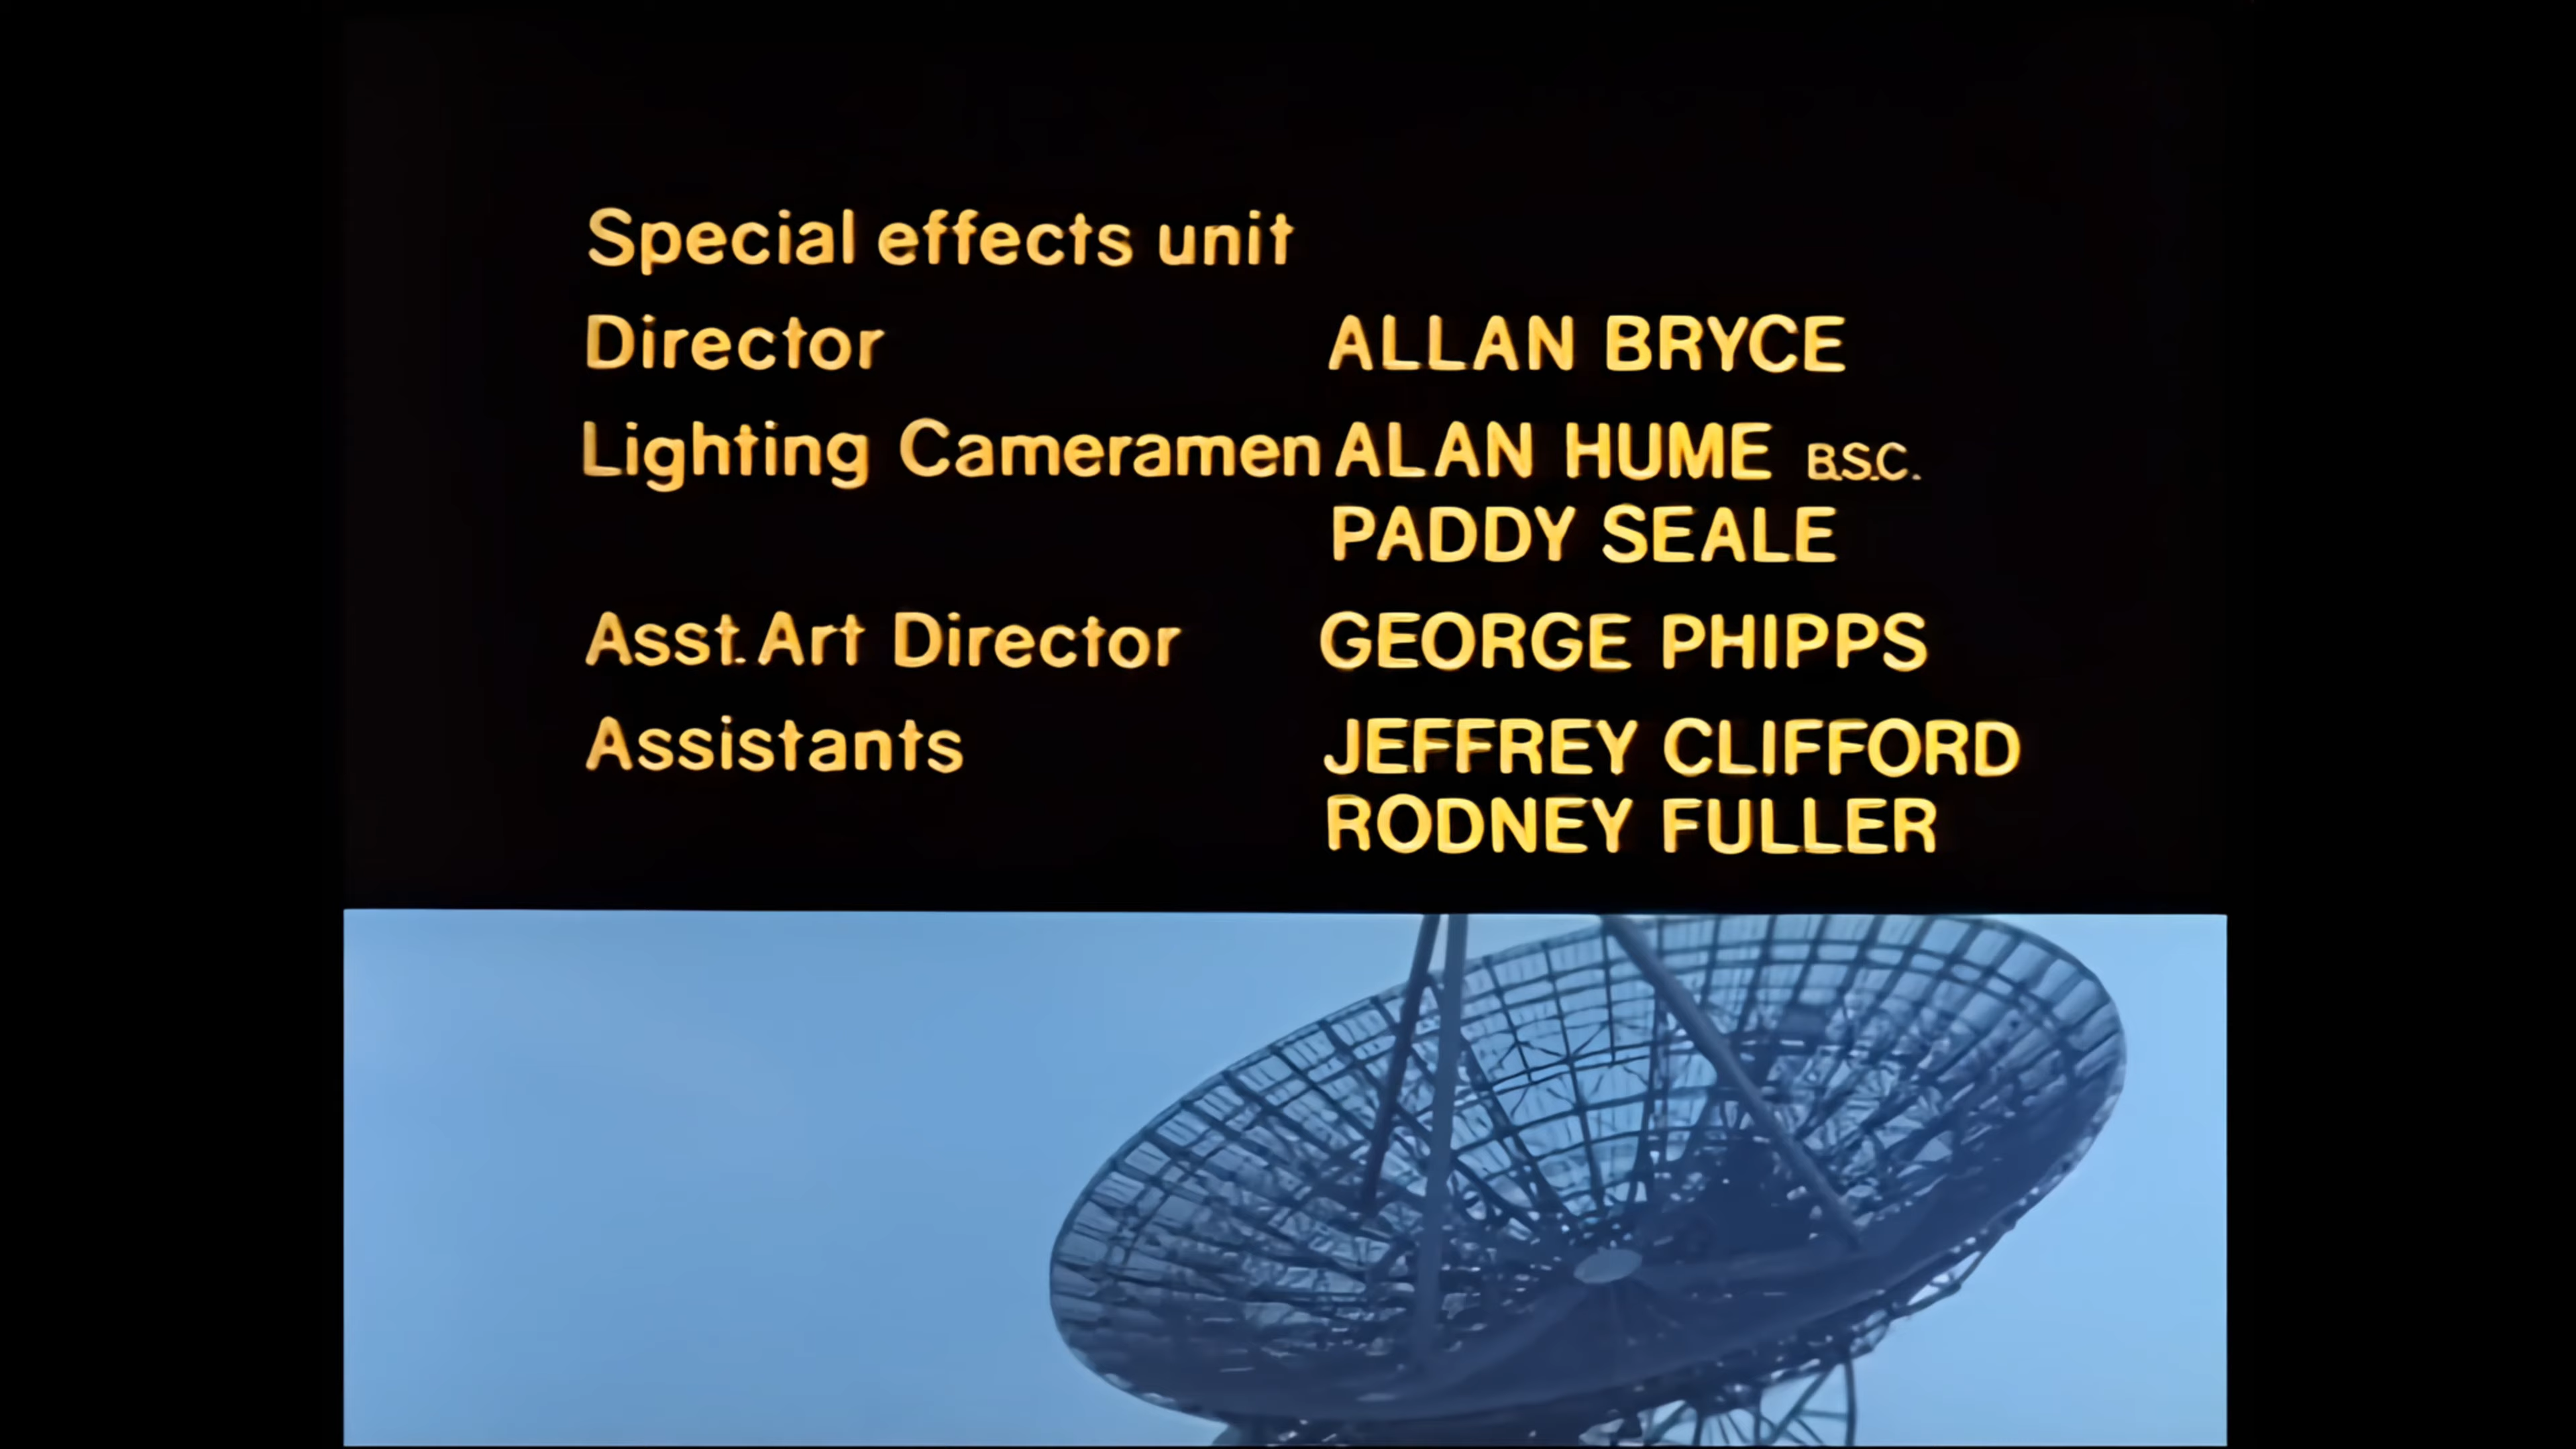 Special effects unit
Director ALLAN BRYCE
Lighting Cameramen ALAN HUME B.S.C.
PADDY SEALE
Asst. Art Director GEORGE PHIPPS
Assistants JEFFREY CLIFFORD
RODNEY FULLER